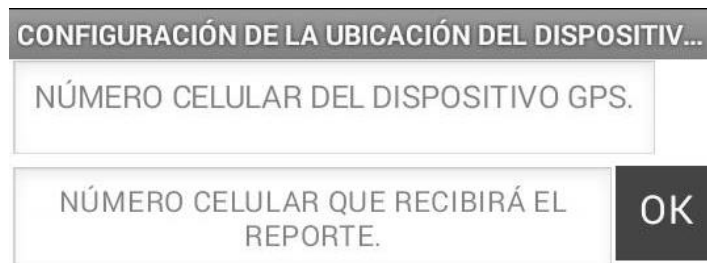 CONFIGURACIÓN DE LA UBICACIÓN DEL DISPOSITIV...
NÚMERO CELULAR DEL DISPOSITIVO GPS.
NÚMERO CELULAR QUE RECIBIRÁ EL
REPORTE.
OK